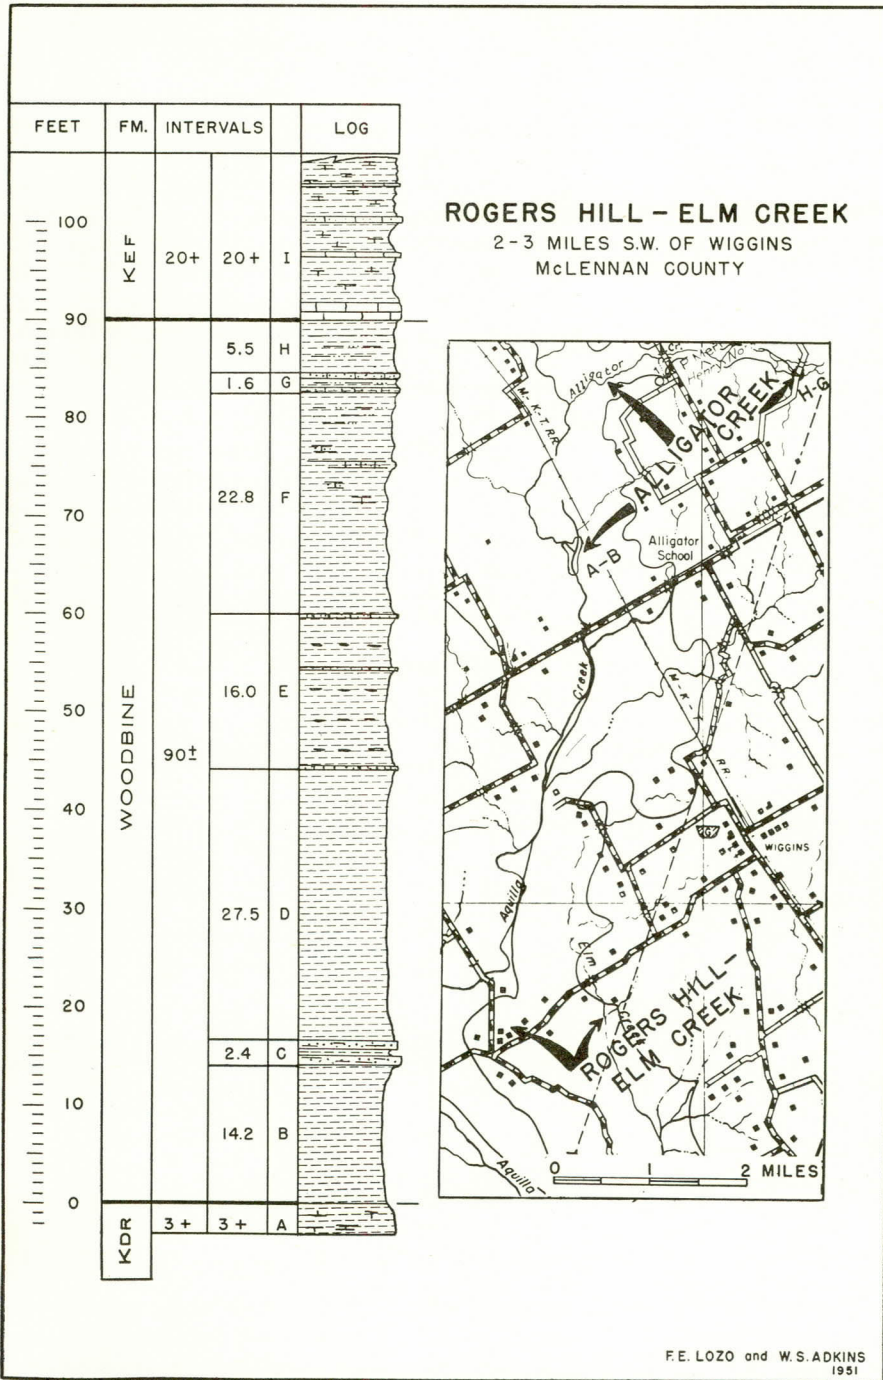 FEET FM. INTERVALS LOG
100
90
80
70
60
50
40
30
20
10
0
KEF
WOODBINE
KDR
20+ 20+ I
90±
5.5 H
1.6 G
22.8 F
16.0 E
27.5 D
2.4 C
14.2 B
3+ 3+ A
ROGERS HILL – ELM CREEK
2-3 MILES S.W. OF WIGGINS
McLENNAN COUNTY
Alligator
M-K-T. RR.
ALLIGATOR
CREEK
H-G
A-B
Alligator
School
Creek
M-K
RR.
WIGGINS
Aquilla
Elm
Creek
ROGERS HILL-
ELM CREEK
Aquilla
0 1 2 MILES
F.E. LOZO and W.S. ADKINS
1951